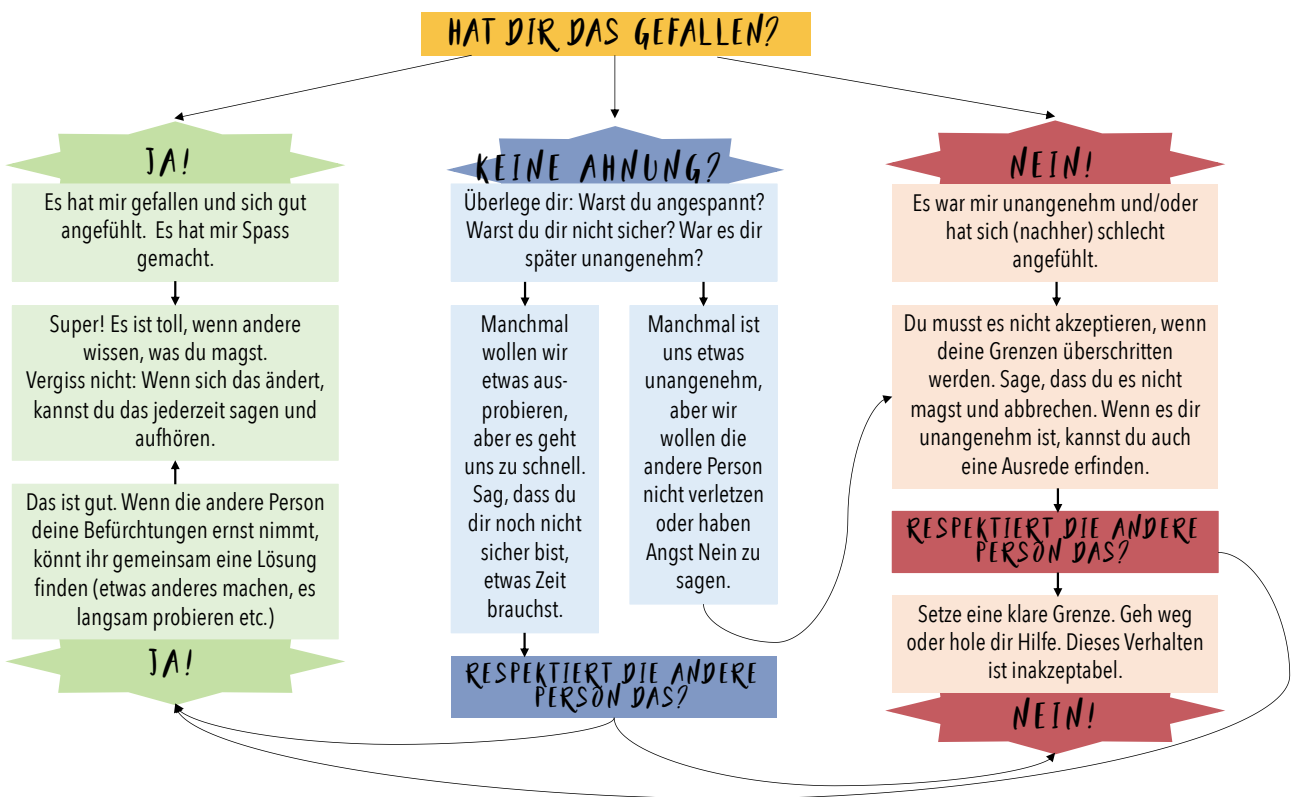 HAT DIR DAS GEFALLEN?
JA!
Es hat mir gefallen und sich gut
angefühlt. Es hat mir Spass
gemacht.
Super! Es ist toll, wenn andere
wissen, was du magst.
Vergiss nicht: Wenn sich das ändert,
kannst du das jederzeit sagen und
aufhören.
Das ist gut. Wenn die andere Person
deine Befürchtungen ernst nimmt,
könnt ihr gemeinsam eine Lösung
finden (etwas anderes machen, es
langsam probieren etc.)
JA!
KEINE AHNUNG?
Überlege dir: Warst du angespannt?
Warst du dir nicht sicher? War es dir
später unangenehm?
Manchmal
wollen wir
etwas aus-
probieren,
aber es geht
uns zu schnell.
Sag, dass du
dir noch nicht
sicher bist,
etwas Zeit
brauchst.
Manchmal ist
uns etwas
unangenehm,
aber wir
wollen die
andere Person
nicht verletzen
oder haben
Angst Nein zu
sagen.
RESPEKTIERT DIE ANDERE
PERSON DAS?
NEIN!
Es war mir unangenehm und/oder
hat sich (nachher) schlecht
angefühlt.
Du musst es nicht akzeptieren, wenn
deine Grenzen überschritten
werden. Sage, dass du es nicht
magst und abbrechen. Wenn es dir
unangenehm ist, kannst du auch
eine Ausrede erfinden.
RESPEKTIERT DIE ANDERE
PERSON DAS?
Setze eine klare Grenze. Geh weg
oder hole dir Hilfe. Dieses Verhalten
ist inakzeptabel.
NEIN!